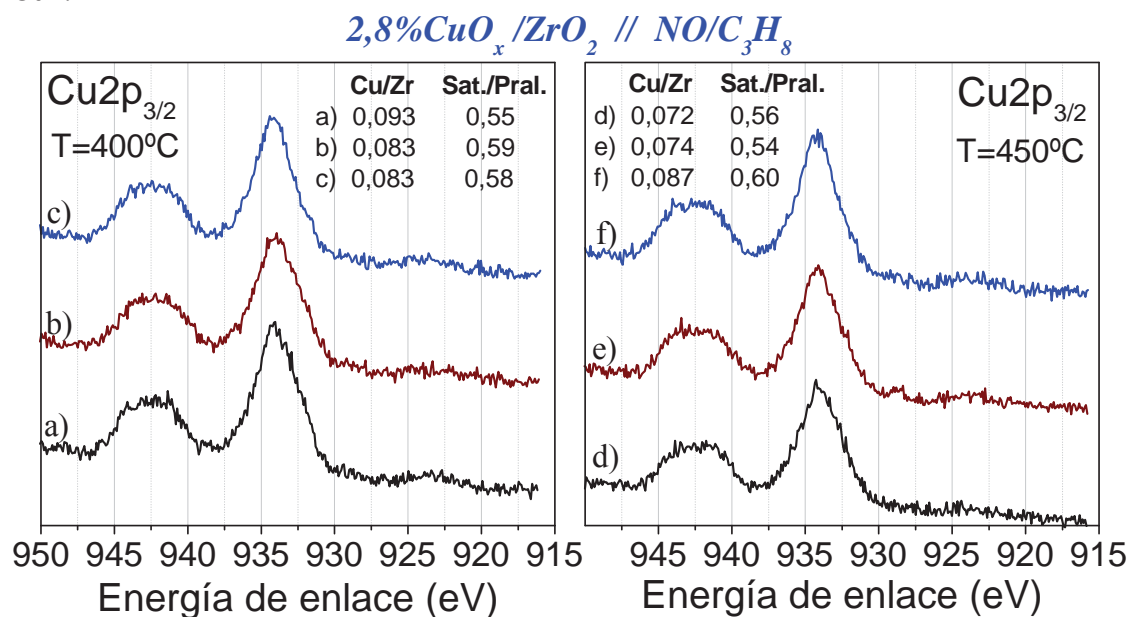 2,8%CuOx/ZrO2 // NO/C3H8
Cu2p3/2
T=400ºC
Cu/Zr Sat./Pral.
a) 0,093 0,55
b) 0,083 0,59
c) 0,083 0,58
c)
b)
a)
950 945 940 935 930 925 920 915
Energía de enlace (eV)
Cu/Zr Sat./Pral.
d) 0,072 0,56
e) 0,074 0,54
f) 0,087 0,60
Cu2p3/2
T=450ºC
f)
e)
d)
945 940 935 930 925 920 915
Energía de enlace (eV)